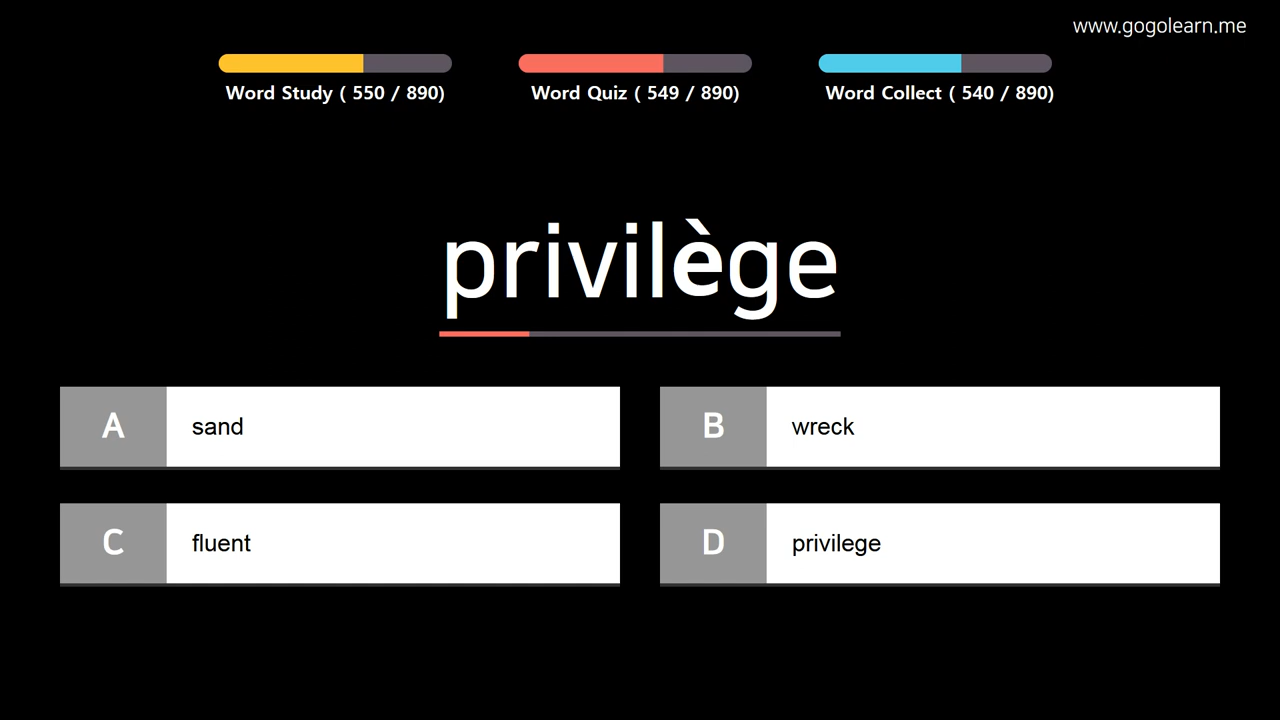 www.gogolearn.me
Word Study ( 550 / 890)
Word Quiz ( 549 / 890)
Word Collect ( 540 / 890)
privilège
A sand
B wreck
C fluent
D privilege